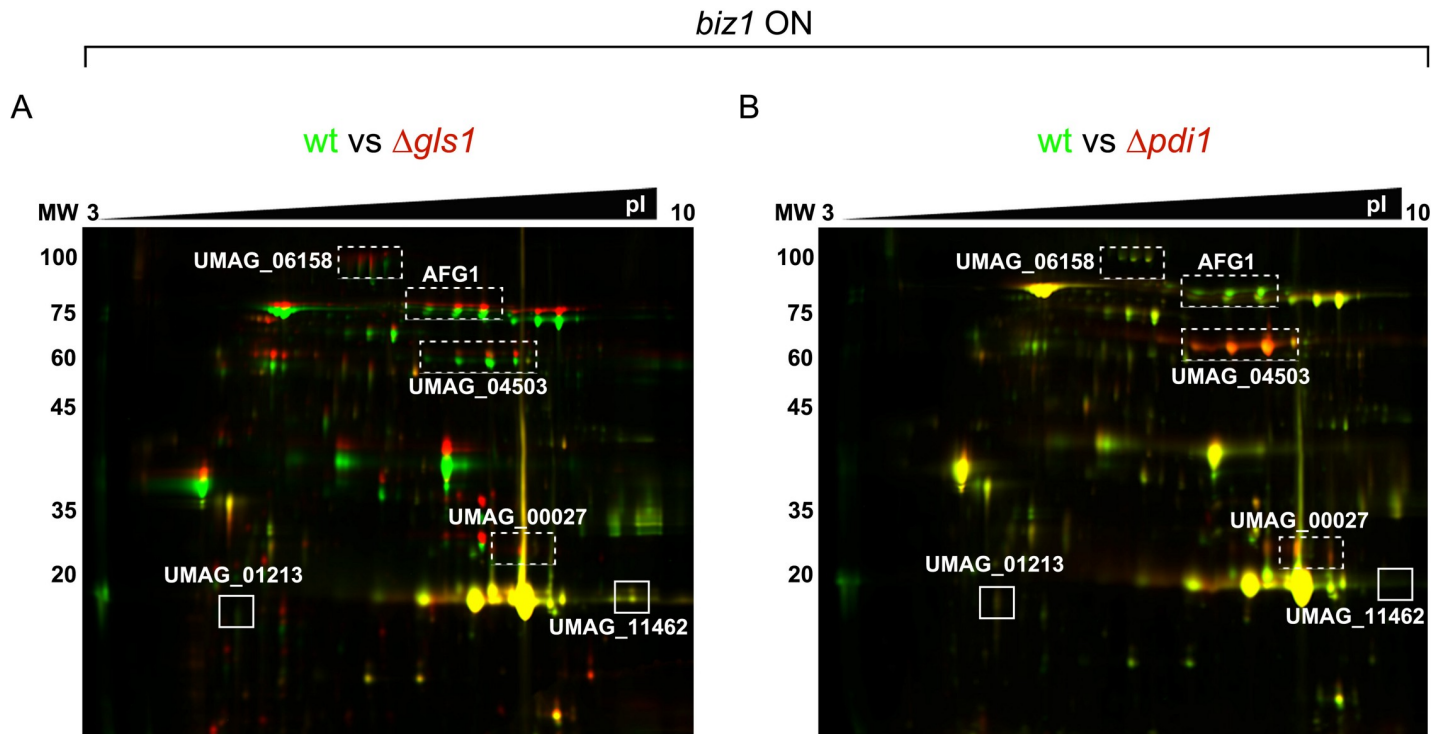 biz1 ON
A
wt vs Δgls1
MW 3 pI 10
100
75
60
45
35
20
UMAG_06158
AFG1
UMAG_04503
UMAG_00027
UMAG_01213
UMAG_11462
B
wt vs Δpdi1
MW 3 pI 10
100
75
60
45
35
20
UMAG_06158
AFG1
UMAG_04503
UMAG_00027
UMAG_01213
UMAG_11462